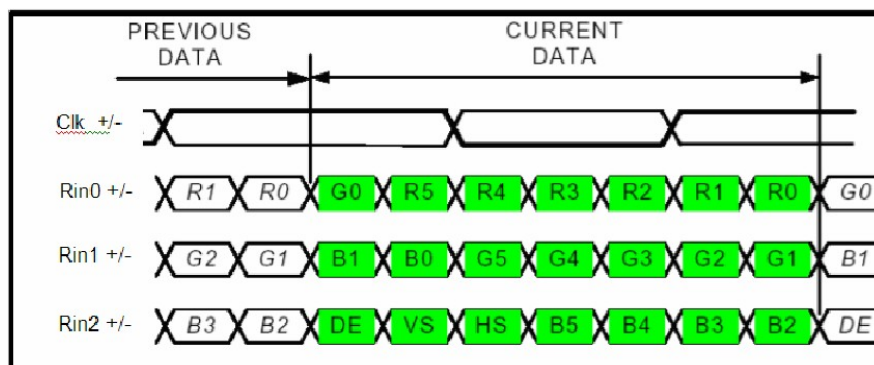 PREVIOUS DATA
CURRENT DATA
Clk +/-
Rin0 +/- R1 R0 G0 R5 R4 R3 R2 R1 R0 G0
Rin1 +/- G2 G1 B1 B0 G5 G4 G3 G2 G1 B1
Rin2 +/- B3 B2 DE VS HS B5 B4 B3 B2 DE